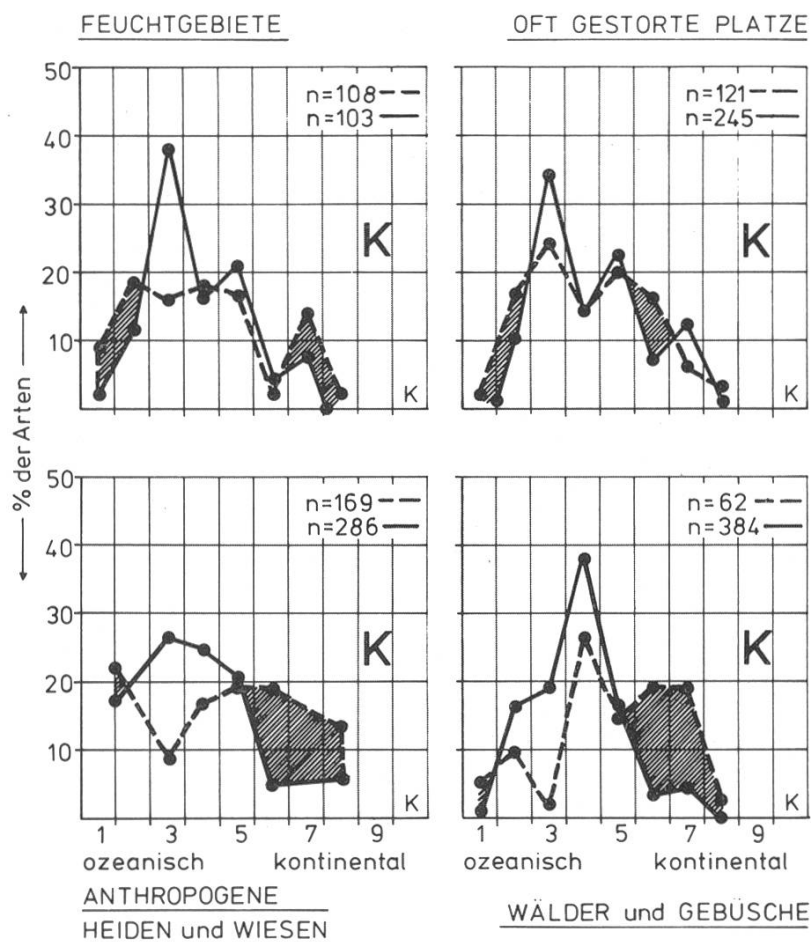 FEUCHTGEBIETE
OFT GESTORTE PLATZE
50
40
30
20
10
n=108
n=103
K
K
n=121
n=245
K
K
% der Arten
50
40
30
20
10
n=169
n=286
K
K
n=62
n=384
K
1 3 5 7 9
1 3 5 7 9
ozeanisch kontinental
ozeanisch kontinental
ANTHROPOGENE
HEIDEN und WIESEN
WÄLDER und GEBÜSCHE